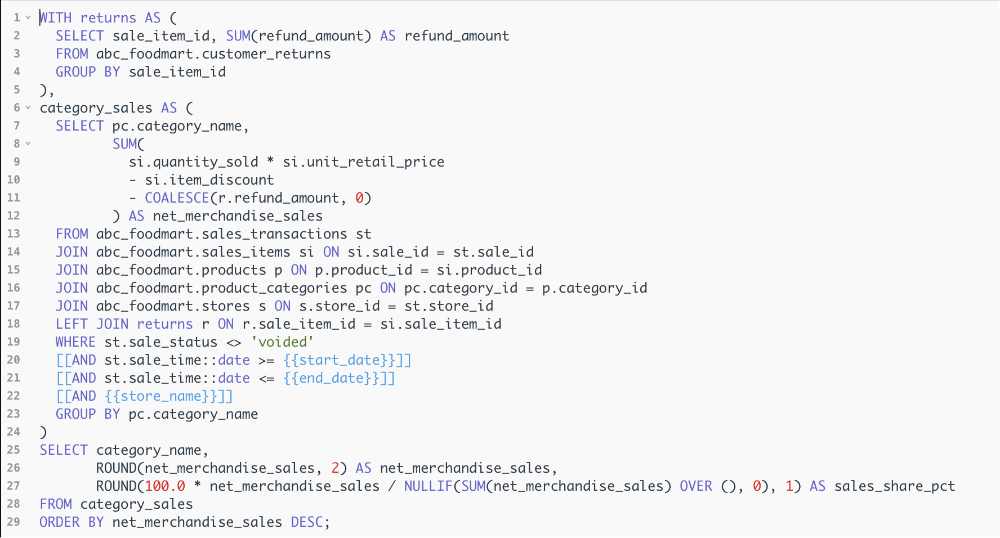 1 WITH returns AS (
2 SELECT sale_item_id, SUM(refund_amount) AS refund_amount
3 FROM abc_foodmart.customer_returns
4 GROUP BY sale_item_id
5 ),
6 category_sales AS (
7 SELECT pc.category_name,
8 SUM(
9 si.quantity_sold * si.unit_retail_price
10 - si.item_discount
11 - COALESCE(r.refund_amount, 0)
12 ) AS net_merchandise_sales
13 FROM abc_foodmart.sales_transactions st
14 JOIN abc_foodmart.sales_items si ON si.sale_id = st.sale_id
15 JOIN abc_foodmart.products p ON p.product_id = si.product_id
16 JOIN abc_foodmart.product_categories pc ON pc.category_id = p.category_id
17 JOIN abc_foodmart.stores s ON s.store_id = st.store_id
18 LEFT JOIN returns r ON r.sale_item_id = si.sale_item_id
19 WHERE st.sale_status <> 'voided'
20 [[AND st.sale_time::date >= {{start_date}}]]
21 [[AND st.sale_time::date <= {{end_date}}]]
22 [[AND {{store_name}}]]
23 GROUP BY pc.category_name
24 )
25 SELECT category_name,
26 ROUND(net_merchandise_sales, 2) AS net_merchandise_sales,
27 ROUND(100.0 * net_merchandise_sales / NULLIF(SUM(net_merchandise_sales) OVER (), 0), 1) AS sales_share_pct
28 FROM category_sales
29 ORDER BY net_merchandise_sales DESC;